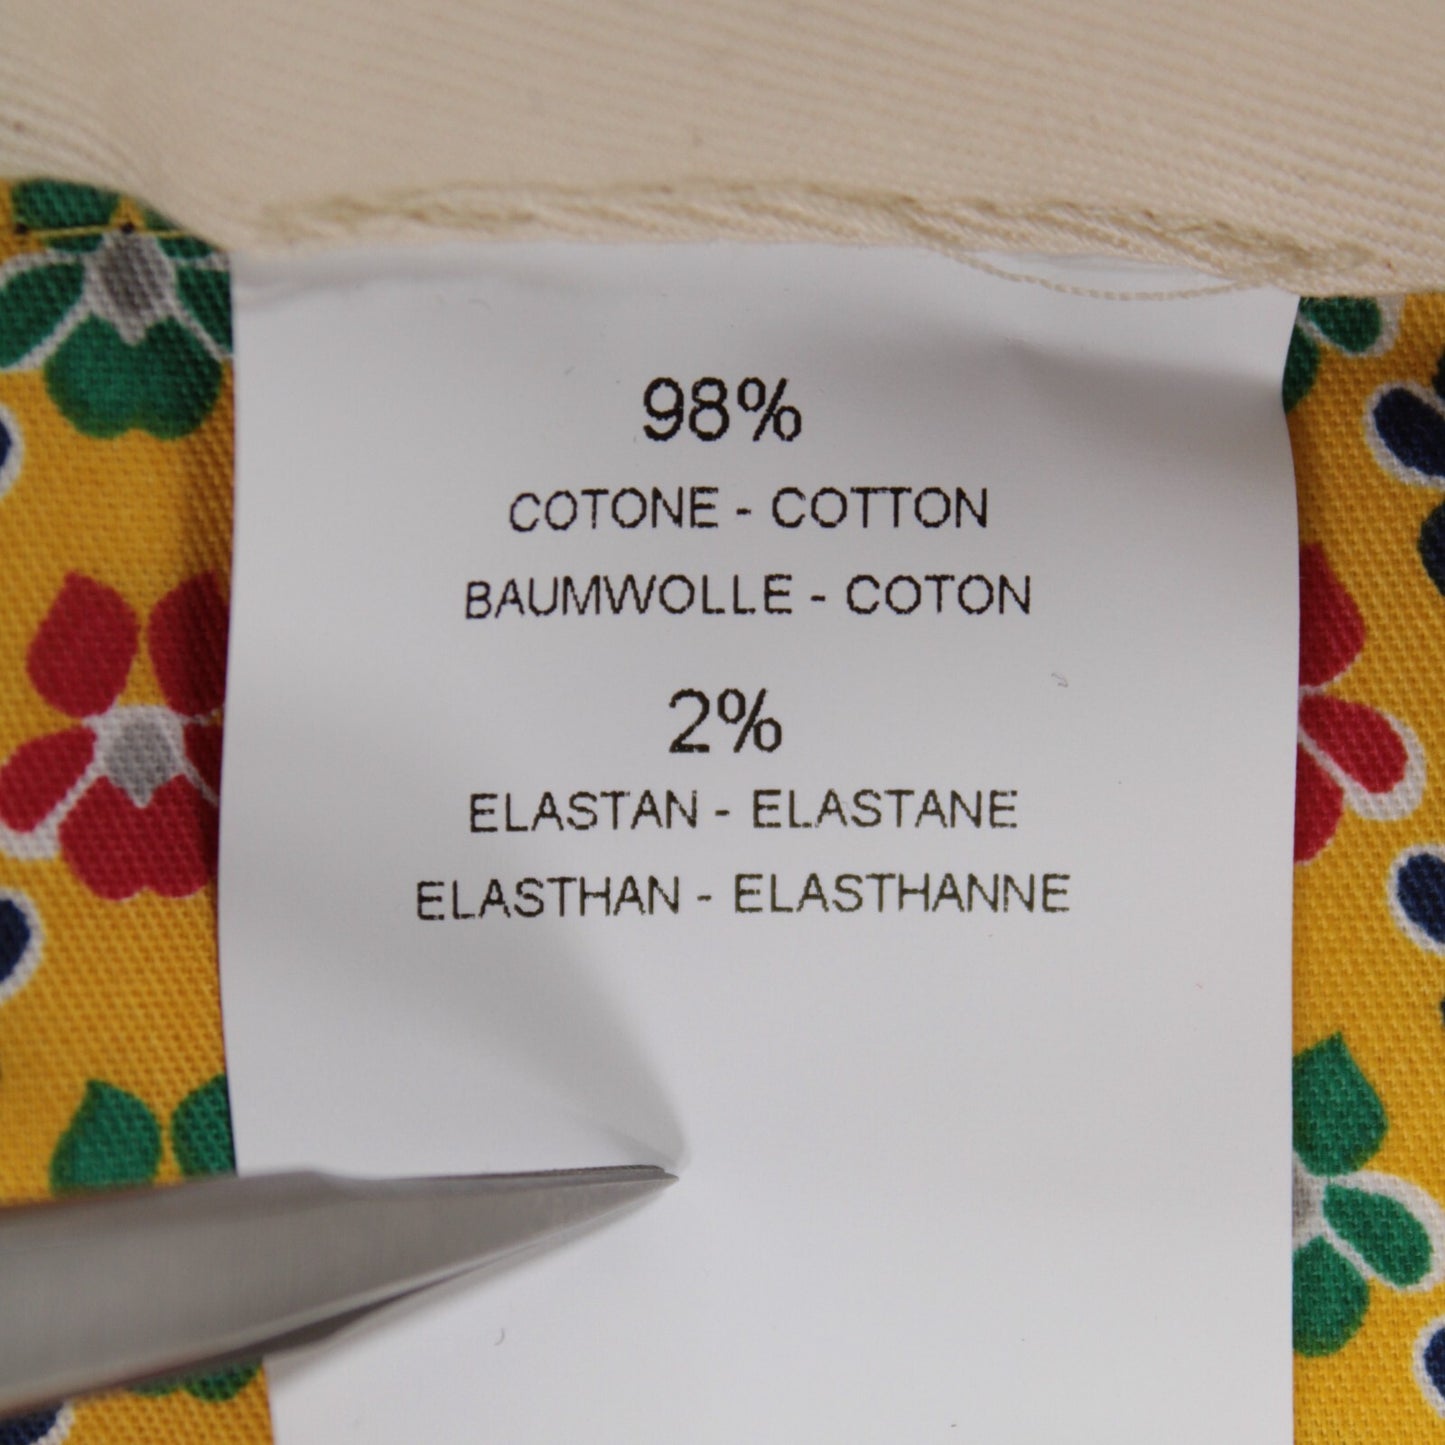 98%
COTONE - COTTON
BAUMWOLLE - COTON
2%
ELASTAN - ELASTANE
ELASTHAN - ELASTHANNE